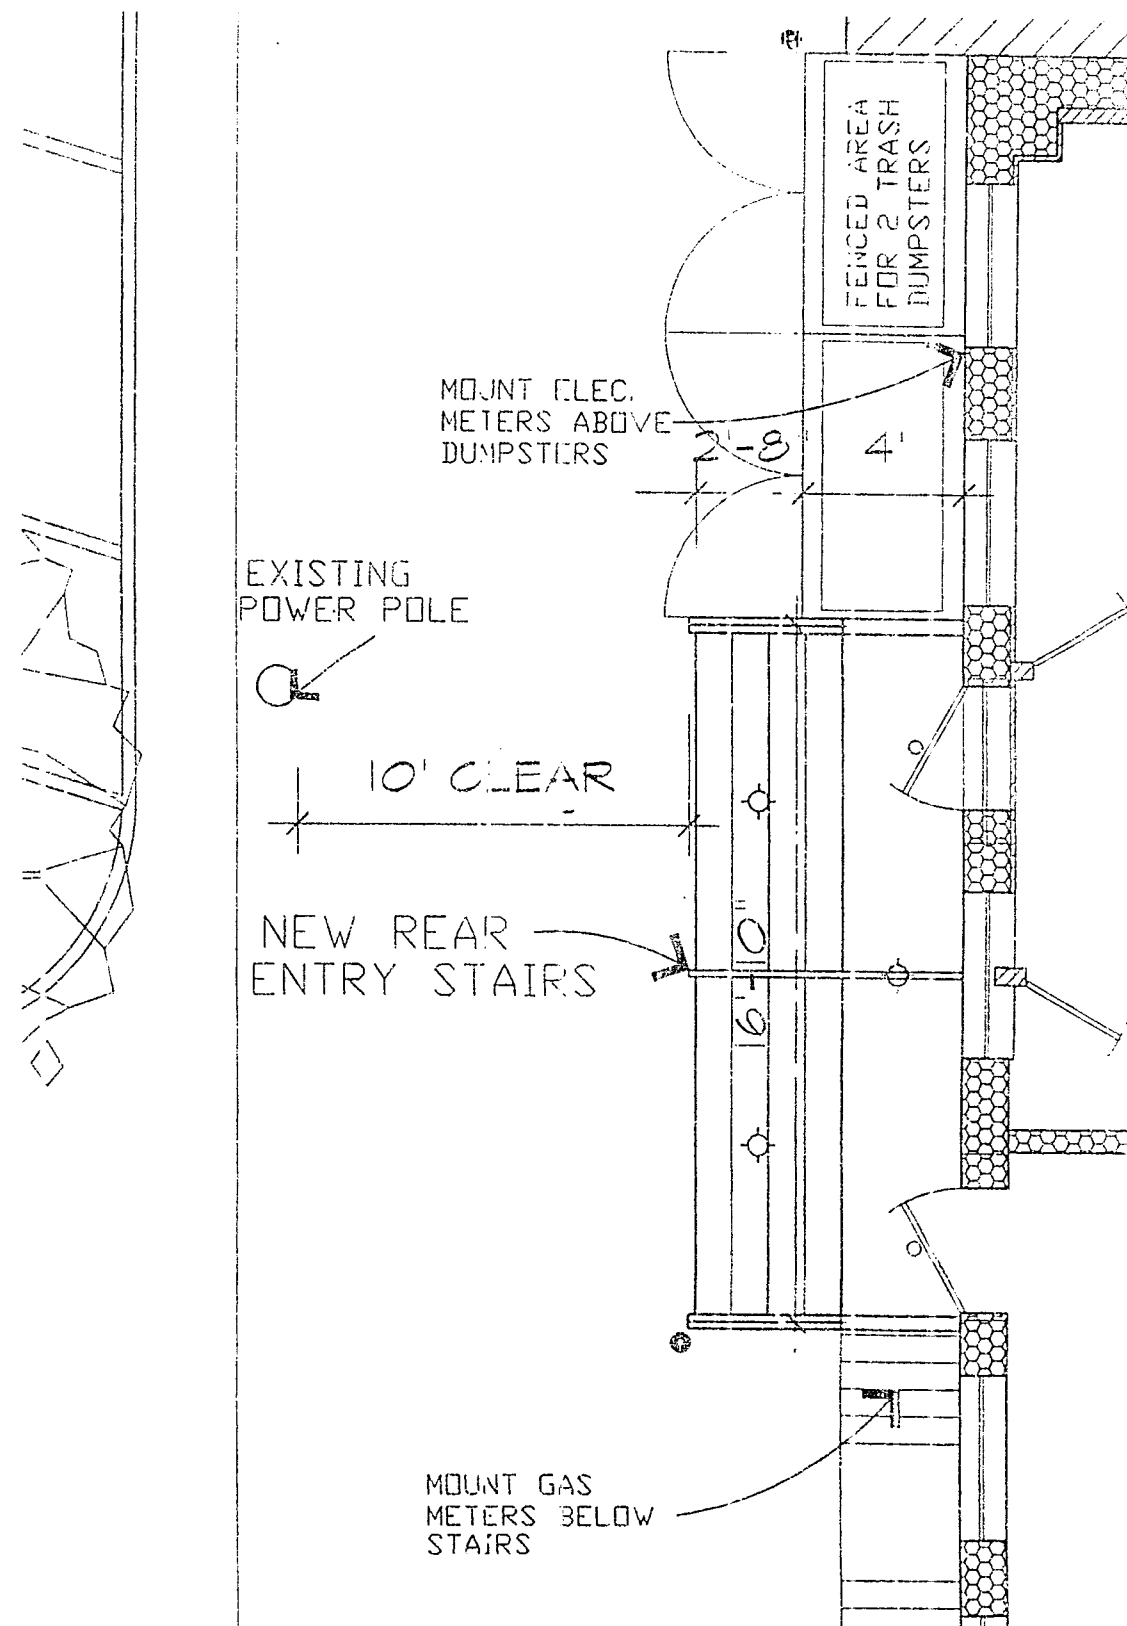 FENCED AREA
FOR 2 TRASH
DUMPSTERS
MOUNT ELEC.
METERS ABOVE
DUMPSTERS
2'-8
4'
EXISTING
POWER POLE
10' CLEAR
NEW REAR
ENTRY STAIRS
16'-10"
MOUNT GAS
METERS BELOW
STAIRS